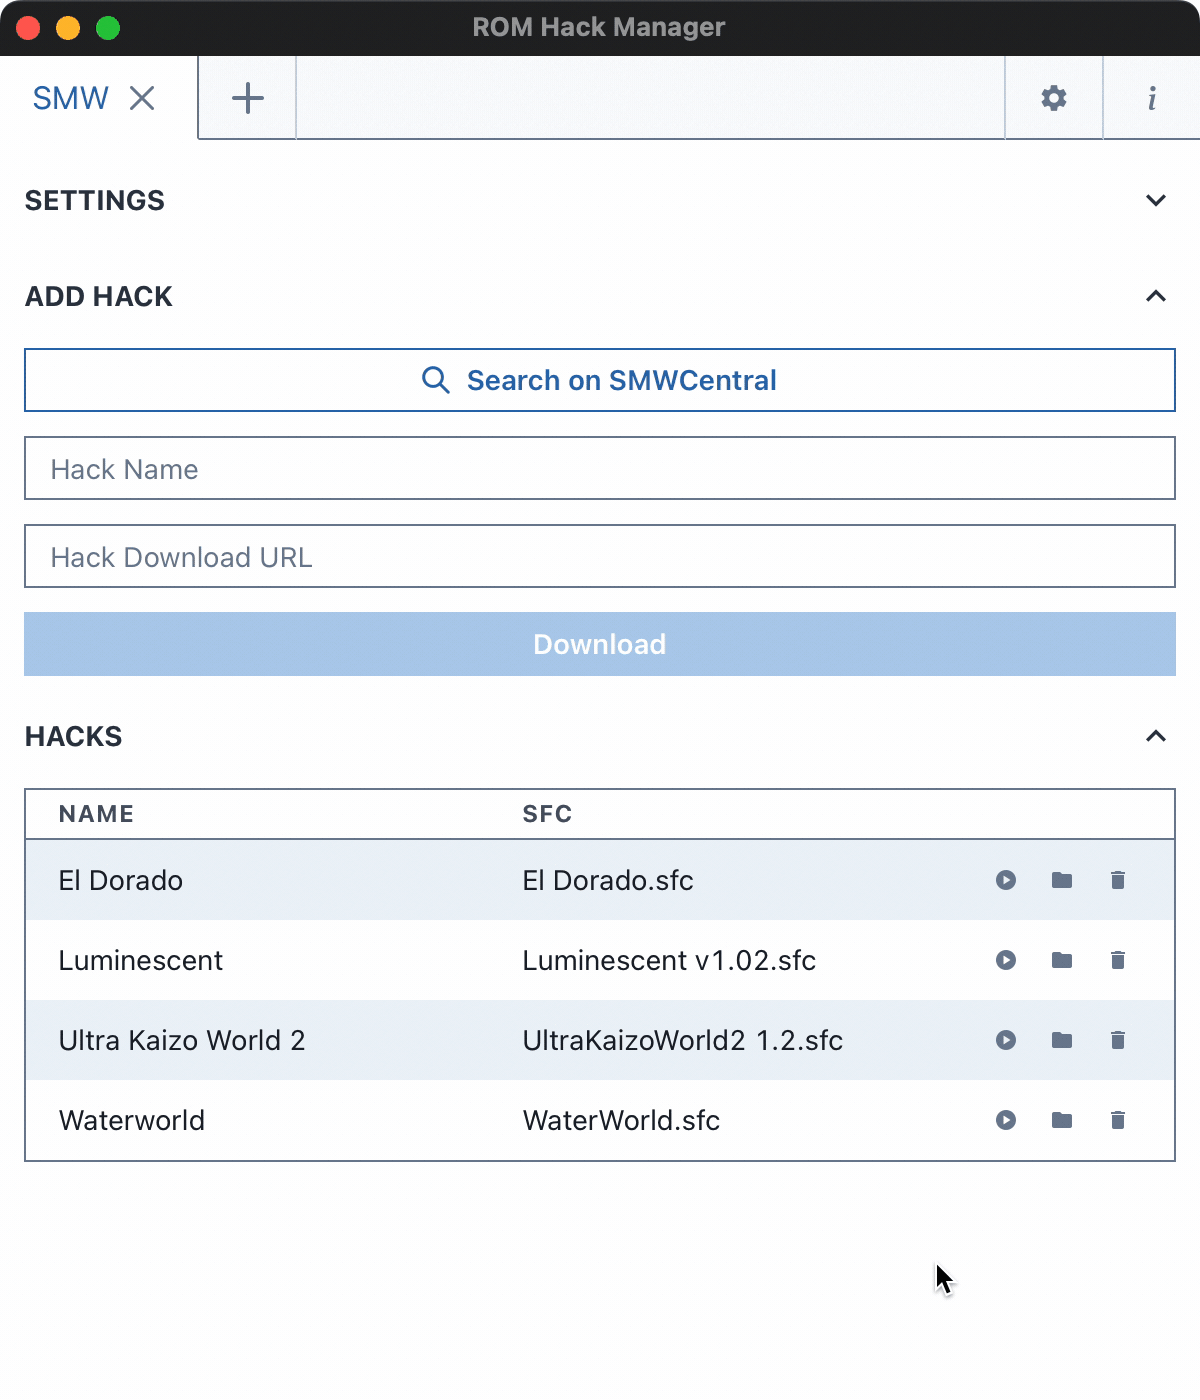 ROM Hack Manager
SMW
i
SETTINGS
ADD HACK
Search on SMWCentral
Hack Name
Hack Download URL
Download
HACKS
NAME SFC
El Dorado El Dorado.sfc
Luminescent Luminescent v1.02.sfc
Ultra Kaizo World 2 UltraKaizoWorld2 1.2.sfc
Waterworld WaterWorld.sfc